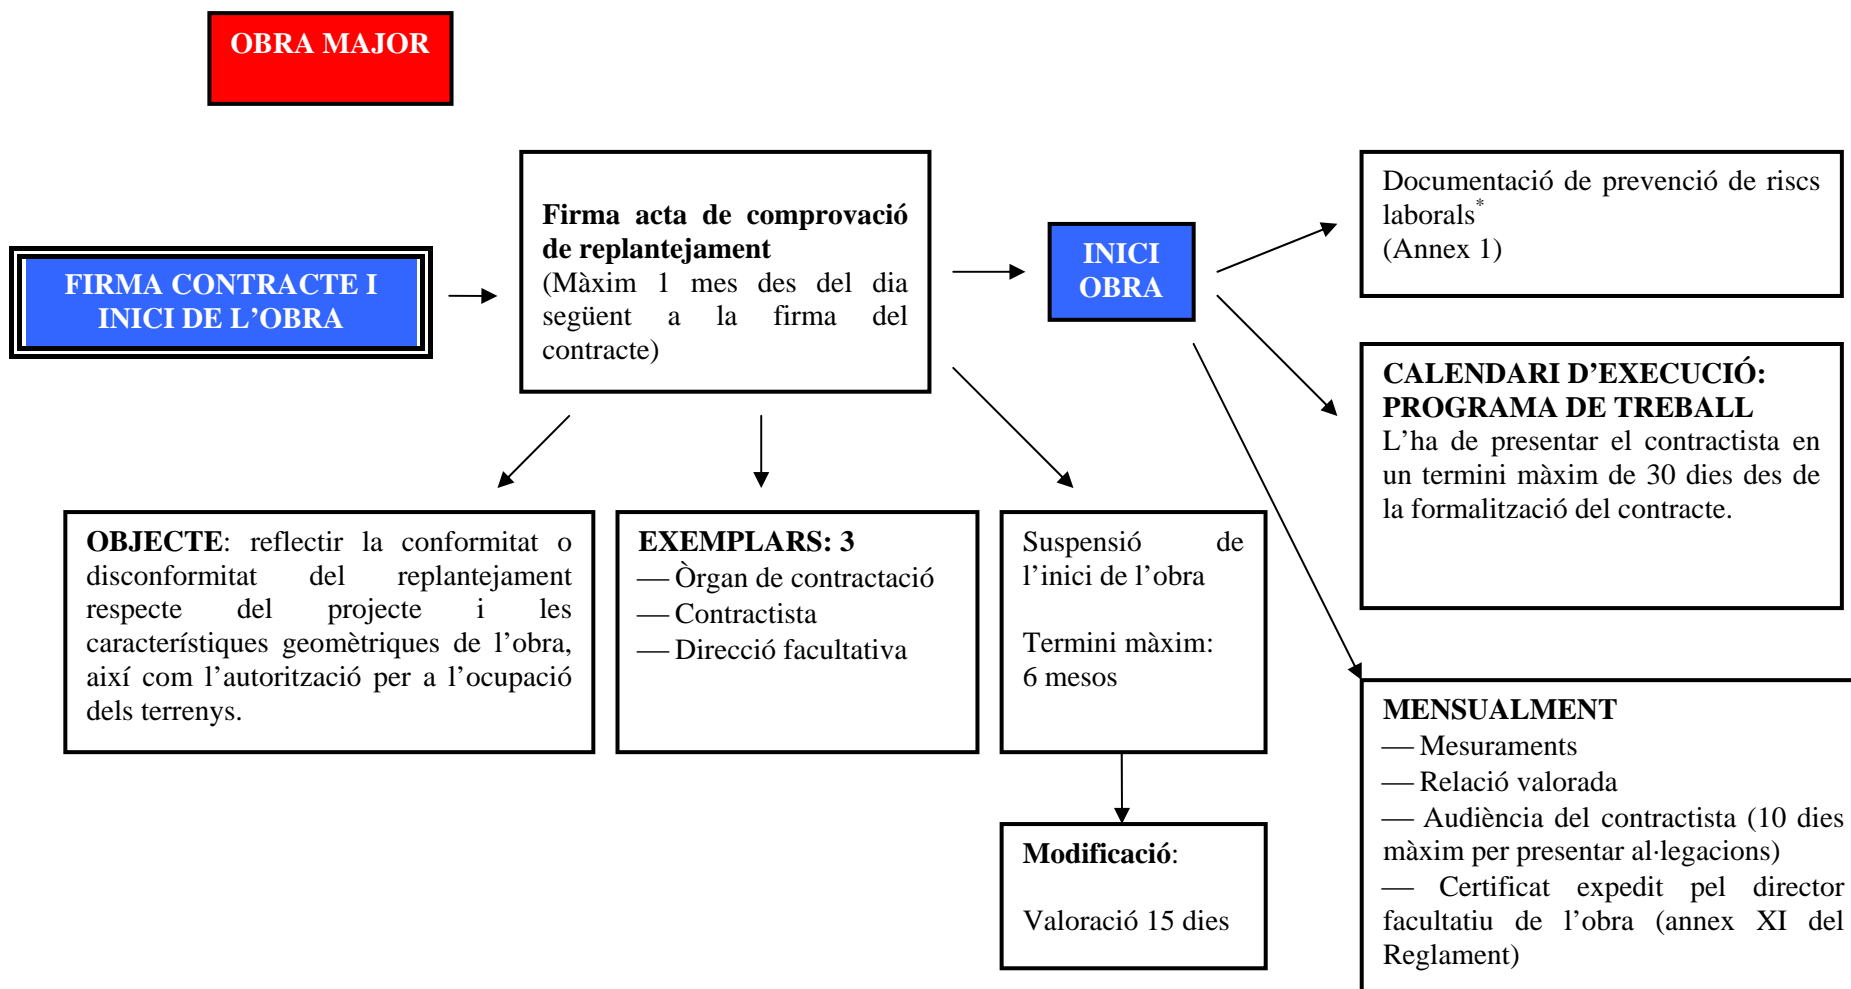 OBRA MAJOR
FIRMA CONTRACTE I
INICI DE L’OBRA
Firma acta de comprovació
de replantejament
(Màxim 1 mes des del dia
següent a la firma del
contracte)
INICI
OBRA
Documentació de prevenció de riscs
laborals*
(Annex 1)
CALENDARI D’EXECUCIÓ:
PROGRAMA DE TREBALL
L’ha de presentar el contractista en
un termini màxim de 30 dies des de
la formalització del contracte.
OBJECTE: reflectir la conformitat o
disconformitat del replantejament
respecte del projecte i les
característiques geomètriques de l’obra,
així com l’autorització per a l’ocupació
dels terrenys.
EXEMPLARS: 3
— Òrgan de contractació
— Contractista
— Direcció facultativa
Suspensió de
l’inici de l’obra
Termini màxim:
6 mesos
Modificació:
Valoració 15 dies
MENSUALMENT
— Mesuraments
— Relació valorada
— Audiència del contractista (10 dies
màxim per presentar al·legacions)
— Certificat expedit pel director
facultatiu de l’obra (annex XI del
Reglament)